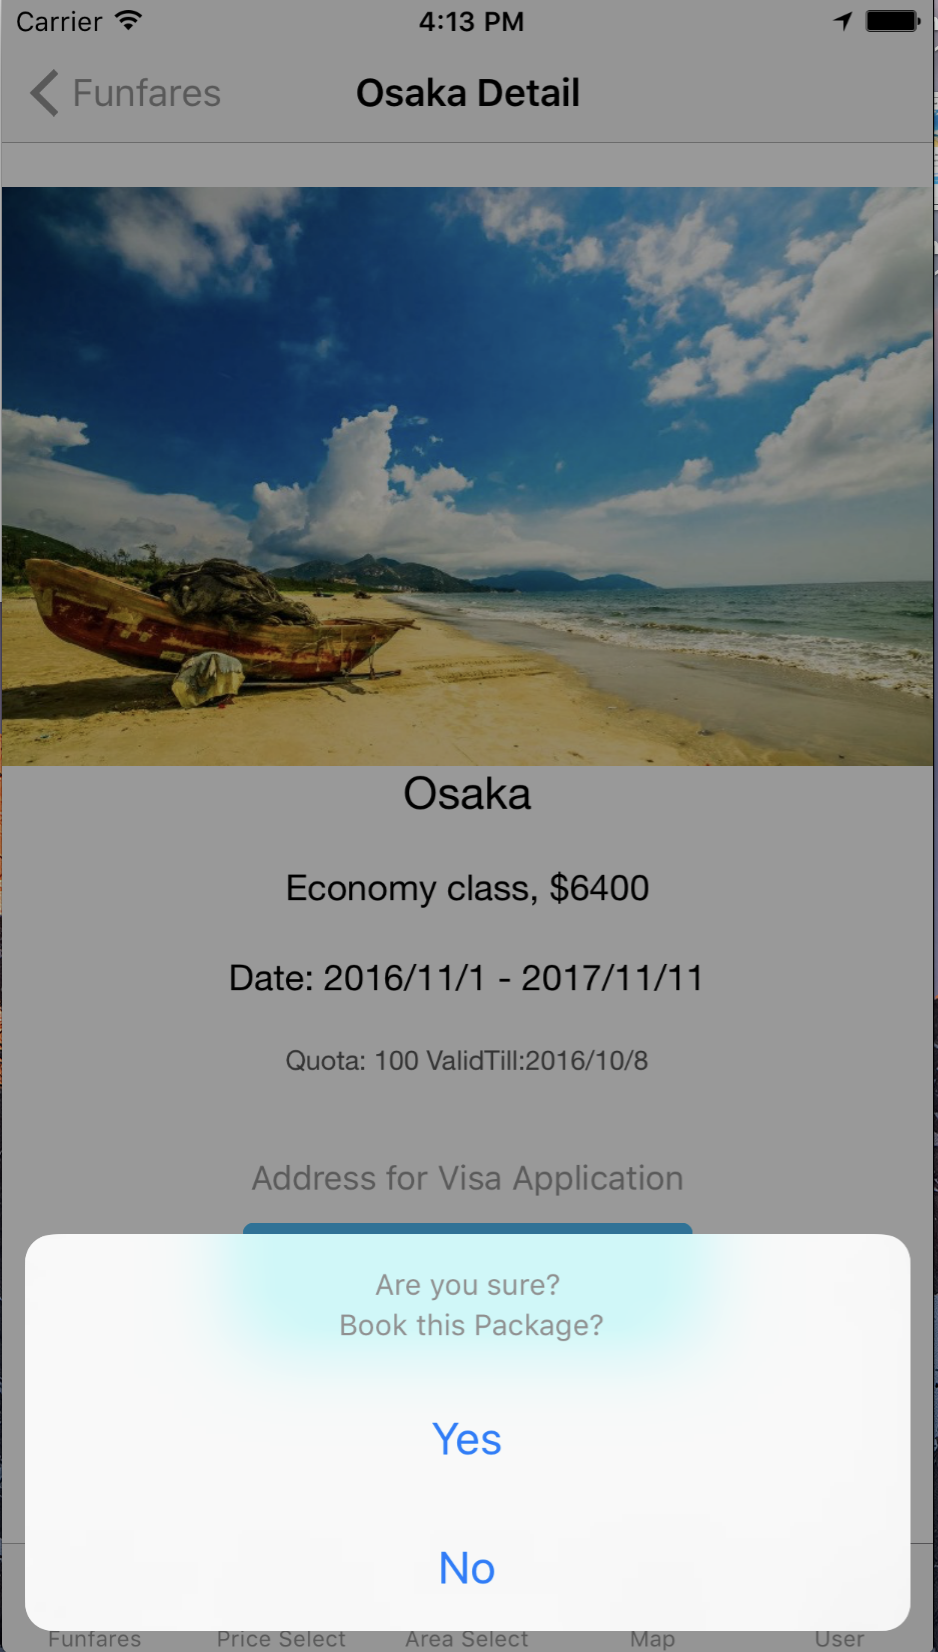 Carrier 4:13 PM
Funfares Osaka Detail
Osaka
Economy class, $6400
Date: 2016/11/1 - 2017/11/11
Quota: 100 ValidTill:2016/10/8
Address for Visa Application
Are you sure?
Book this Package?
Yes
No
Funfares Price Select Area Select Map User